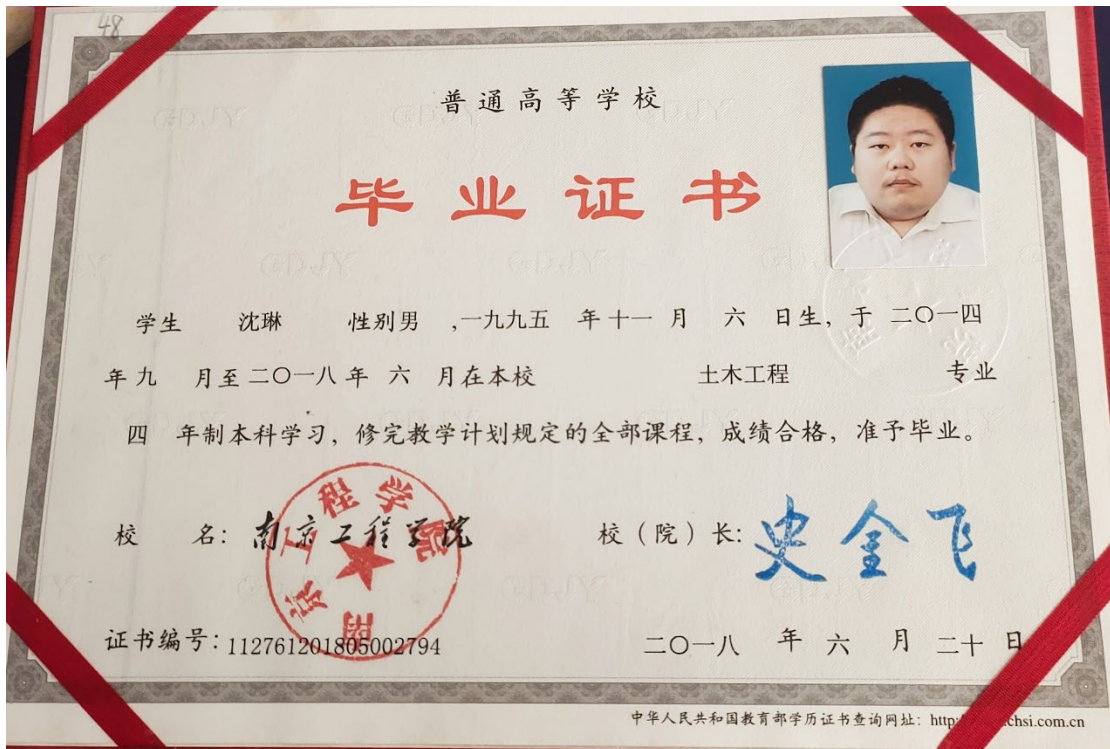 48
普通高等学校
毕业证书
学生 沈琳 性别男 ,一九九五 年十一 月 六 日生, 于 二〇一四
年九 月至二〇一八年 六 月在本校 土木工程 专业
四 年制本科学习, 修完教学计划规定的全部课程, 成绩合格, 准予毕业。
校 名: 南京工程学院 校(院)长: 史金飞
南京工程学院
证书编号: 112761201805002794 二〇一八 年 六 月 二十 日
中华人民共和国教育部学历证书查询网址: http:/ chsi.com.cn